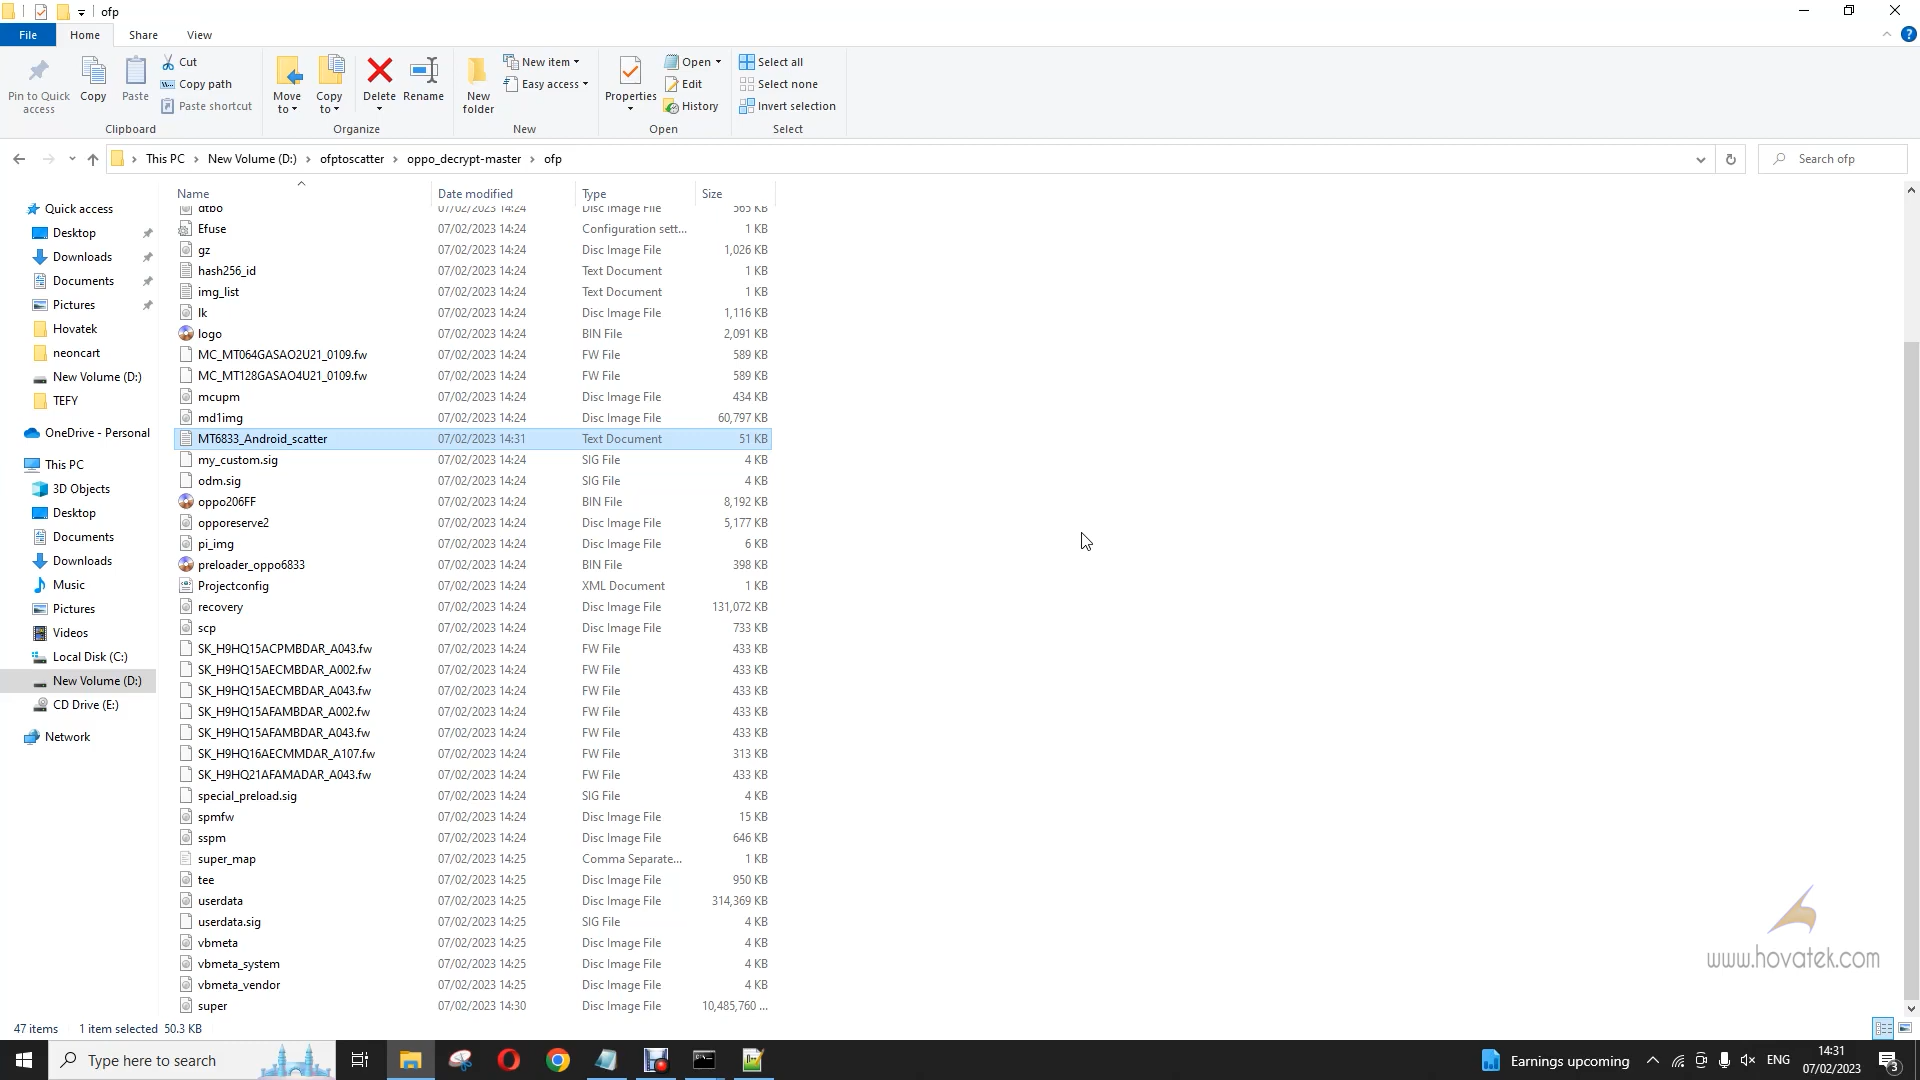 ofp
File Home Share View
Pin to Quick access
Copy
Paste
Cut
Copy path
Paste shortcut
Clipboard
Move to
Copy to
Delete
Rename
Organize
New folder
New item
Easy access
New
Properties
Open
Edit
History
Open
Select all
Select none
Invert selection
Select
This PC > New Volume (D:) > ofptoscatter > oppo_decrypt-master > ofp
Search ofp
Quick access
Desktop
Downloads
Documents
Pictures
Hovatek
neoncart
New Volume (D:)
TEFY
OneDrive - Personal
This PC
3D Objects
Desktop
Documents
Downloads
Music
Pictures
Videos
Local Disk (C:)
New Volume (D:)
CD Drive (E:)
Network
Name Date modified Type Size
dtbo 07/02/2023 14:24 Disc Image File 565 KB
Efuse 07/02/2023 14:24 Configuration sett... 1 KB
gz 07/02/2023 14:24 Disc Image File 1,026 KB
hash256_id 07/02/2023 14:24 Text Document 1 KB
img_list 07/02/2023 14:24 Text Document 1 KB
lk 07/02/2023 14:24 Disc Image File 1,116 KB
logo 07/02/2023 14:24 BIN File 2,091 KB
MC_MT064GASAO2U21_0109.fw 07/02/2023 14:24 FW File 589 KB
MC_MT128GASAO4U21_0109.fw 07/02/2023 14:24 FW File 589 KB
mcupm 07/02/2023 14:24 Disc Image File 434 KB
md1img 07/02/2023 14:24 Disc Image File 60,797 KB
MT6833_Android_scatter 07/02/2023 14:31 Text Document 51 KB
my_custom.sig 07/02/2023 14:24 SIG File 4 KB
odm.sig 07/02/2023 14:24 SIG File 4 KB
oppo206FF 07/02/2023 14:24 BIN File 8,192 KB
opporeserve2 07/02/2023 14:24 Disc Image File 5,177 KB
pi_img 07/02/2023 14:24 Disc Image File 6 KB
preloader_oppo6833 07/02/2023 14:24 BIN File 398 KB
Projectconfig 07/02/2023 14:24 XML Document 1 KB
recovery 07/02/2023 14:24 Disc Image File 131,072 KB
scp 07/02/2023 14:24 Disc Image File 733 KB
SK_H9HQ15ACPMBDAR_A043.fw 07/02/2023 14:24 FW File 433 KB
SK_H9HQ15AECMBDAR_A002.fw 07/02/2023 14:24 FW File 433 KB
SK_H9HQ15AECMBDAR_A043.fw 07/02/2023 14:24 FW File 433 KB
SK_H9HQ15AFAMBDAR_A002.fw 07/02/2023 14:24 FW File 433 KB
SK_H9HQ15AFAMBDAR_A043.fw 07/02/2023 14:24 FW File 433 KB
SK_H9HQ16AECMMDAR_A107.fw 07/02/2023 14:24 FW File 313 KB
SK_H9HQ21AFAMADAR_A043.fw 07/02/2023 14:24 FW File 433 KB
special_preload.sig 07/02/2023 14:24 SIG File 4 KB
spmfw 07/02/2023 14:24 Disc Image File 15 KB
sspm 07/02/2023 14:24 Disc Image File 646 KB
super_map 07/02/2023 14:25 Comma Separate... 1 KB
tee 07/02/2023 14:25 Disc Image File 950 KB
userdata 07/02/2023 14:25 Disc Image File 314,369 KB
userdata.sig 07/02/2023 14:25 SIG File 4 KB
vbmeta 07/02/2023 14:25 Disc Image File 4 KB
vbmeta_system 07/02/2023 14:25 Disc Image File 4 KB
vbmeta_vendor 07/02/2023 14:25 Disc Image File 4 KB
super 07/02/2023 14:30 Disc Image File 10,485,760 ...
www.hovatek.com
47 items 1 item selected 50.3 KB
Type here to search
Earnings upcoming
ENG
14:31
07/02/2023
3